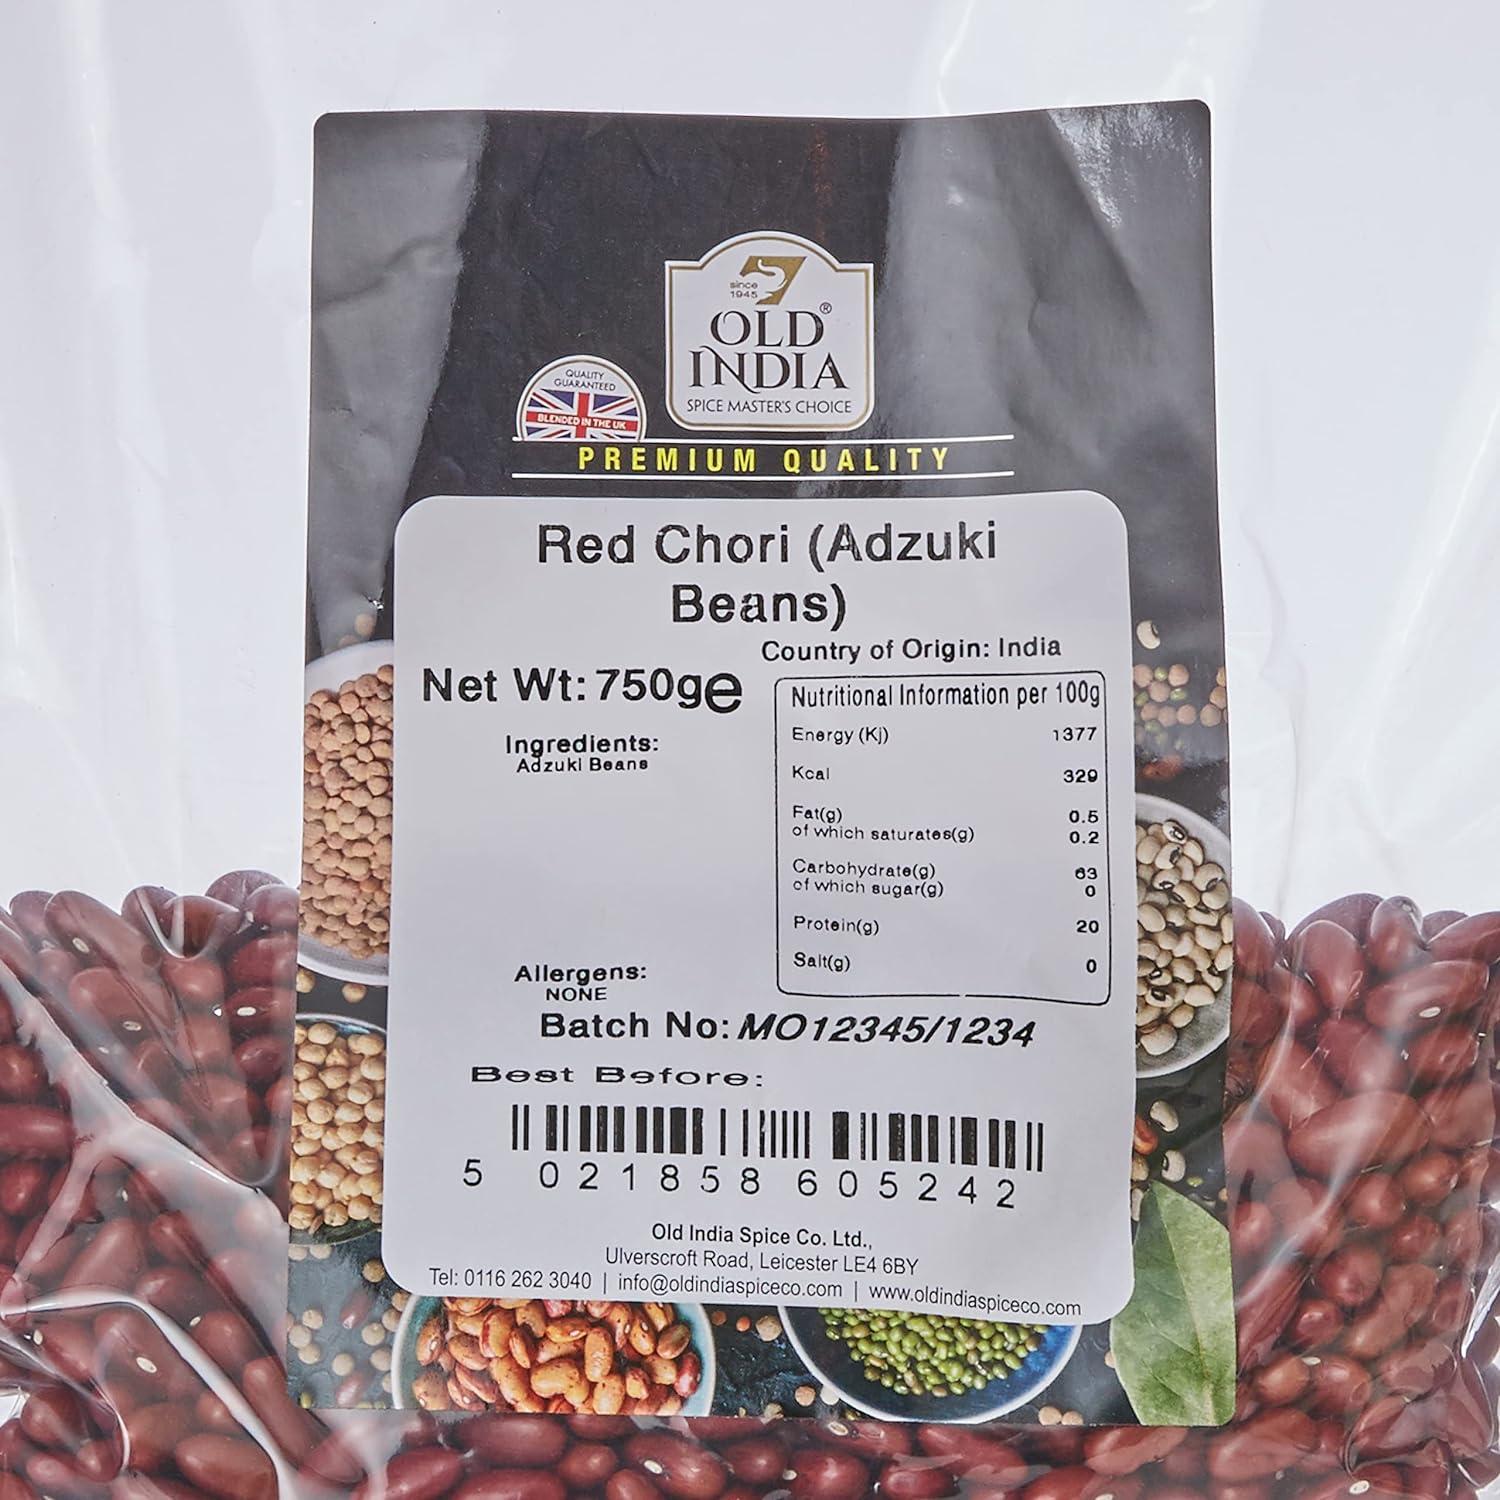 since
1945
OLD®
INDIA
SPICE MASTER'S CHOICE
QUALITY
GUARANTEED
BLENDED IN THE UK
PREMIUM QUALITY
Red Chori (Adzuki
Beans)
Country of Origin: India
Net Wt: 750g℮
Ingredients:
Adzuki Beans
Nutritional Information per 100g
Energy (Kj) 1377
Kcal 329
Fat(g) 0.5
of which saturates(g) 0.2
Carbohydrate(g) 63
of which sugar(g) 0
Protein(g) 20
Salt(g) 0
Allergens:
NONE
Batch No: MO12345/1234
Best Before:
5 021858 605242
Old India Spice Co. Ltd.,
Ulverscroft Road, Leicester LE4 6BY
Tel: 0116 262 3040 | info@oldindiaspiceco.com | www.oldindiaspiceco.com